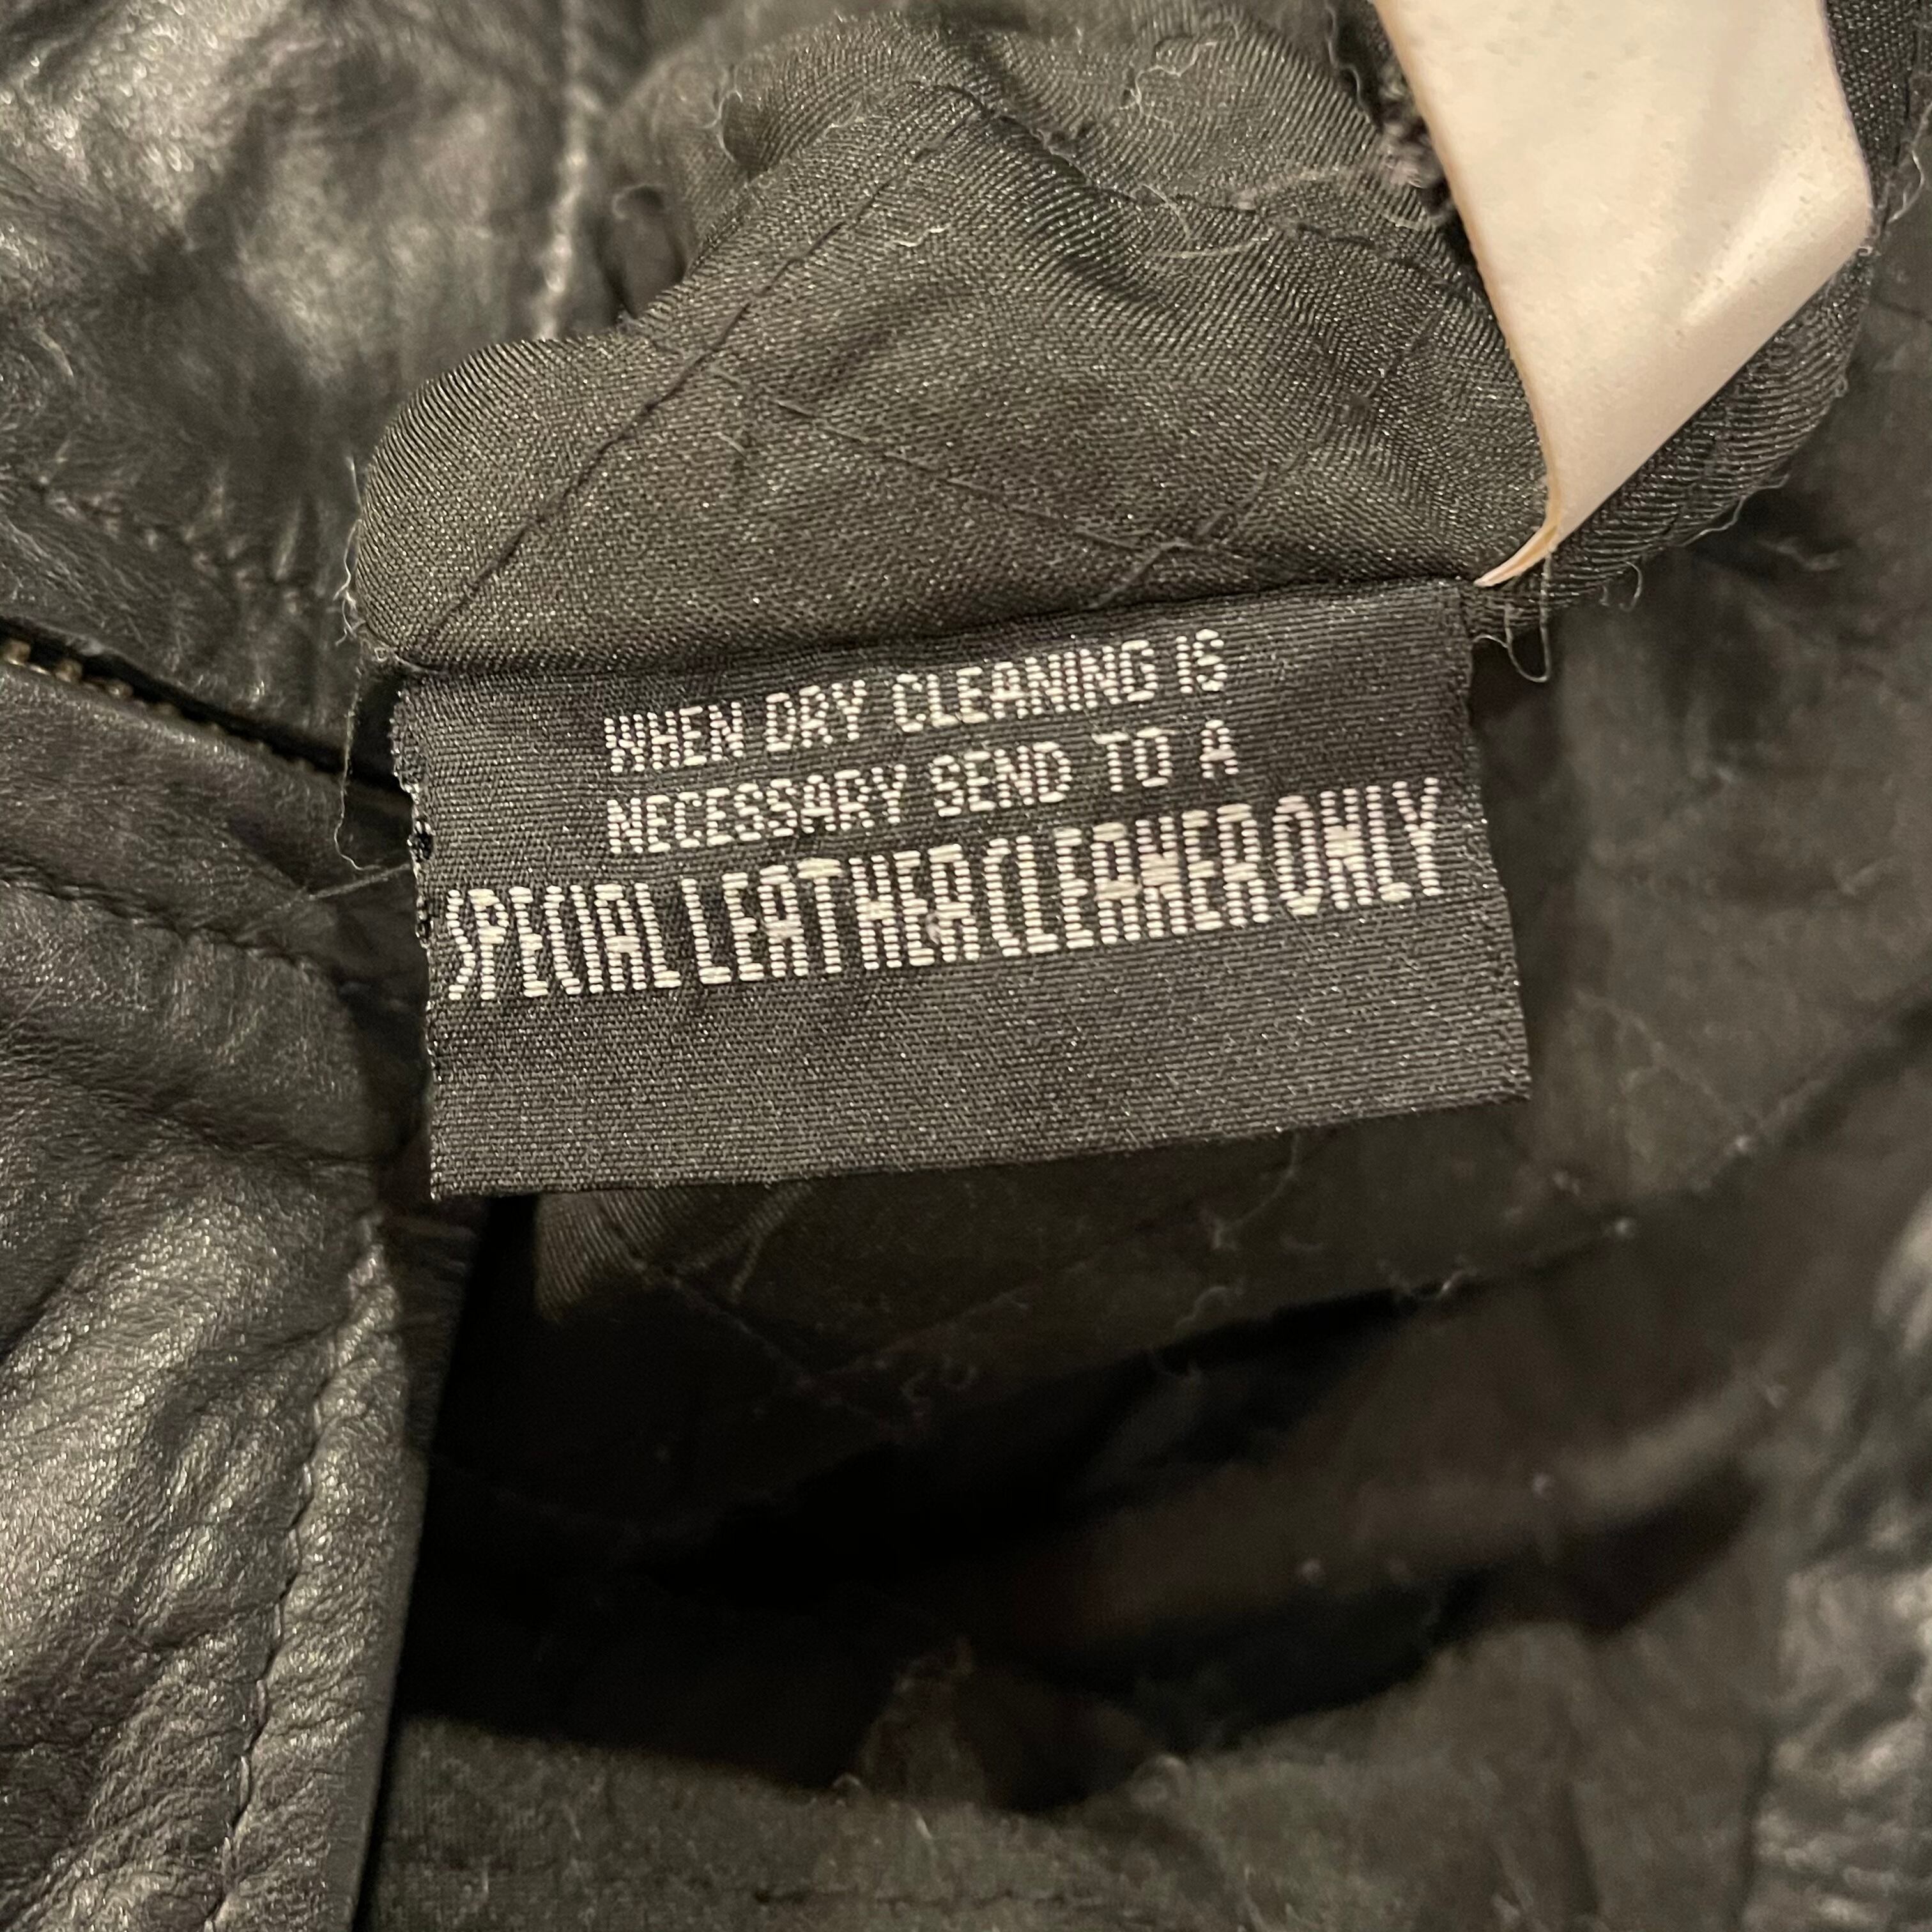 WHEN DRY CLEANING IS
NECESSARY SEND TO A
SPECIAL LEATHER CLEANER ONLY